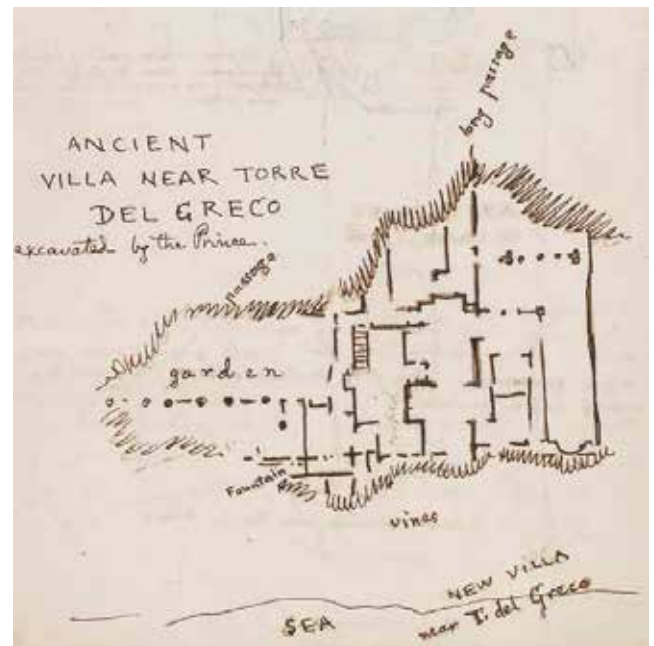 long passage
ANCIENT
VILLA NEAR TORRE
DEL GRECO
excavated by the Prince.
passage
garden
Fountain
vines
NEW VILLA
near T. del Greco
SEA